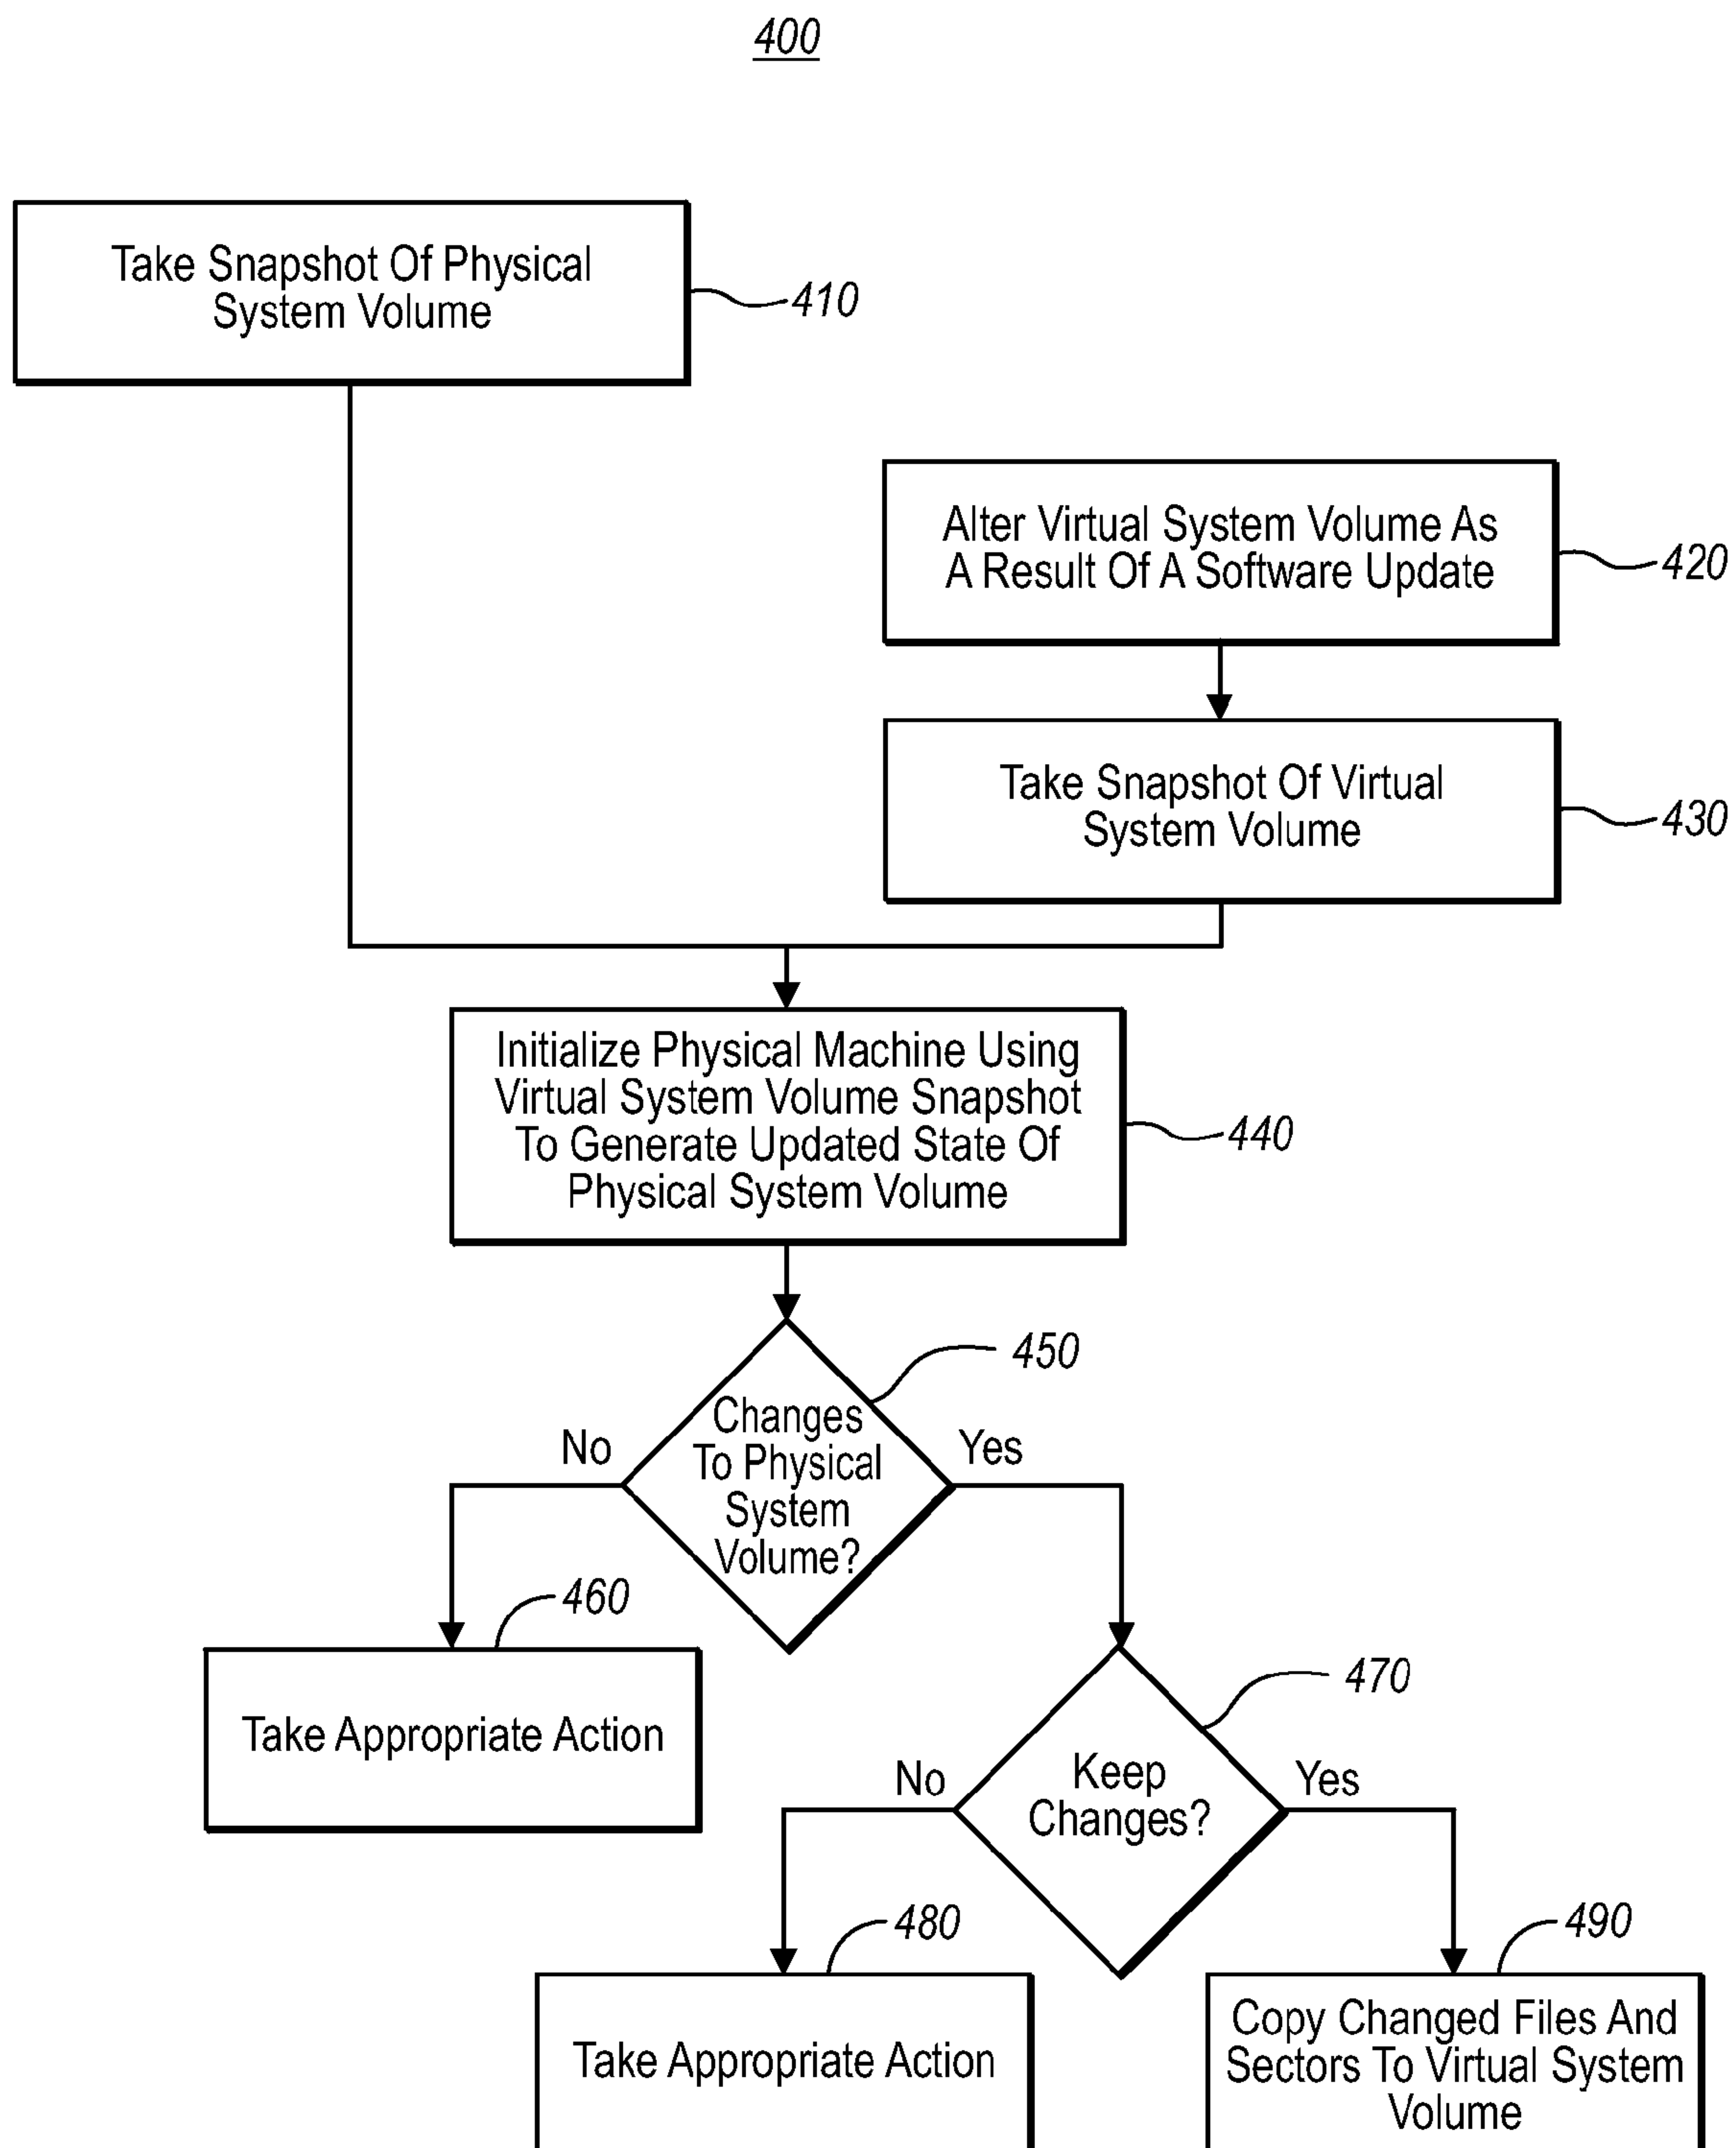 400
Take Snapshot Of Physical
System Volume
410
Alter Virtual System Volume As
A Result Of A Software Update
420
Take Snapshot Of Virtual
System Volume
430
Initialize Physical Machine Using
Virtual System Volume Snapshot
To Generate Updated State Of
Physical System Volume
440
450
Changes
To Physical
System
Volume?
No
Yes
460
Take Appropriate Action
470
Keep
Changes?
No
Yes
480
Take Appropriate Action
490
Copy Changed Files And
Sectors To Virtual System
Volume